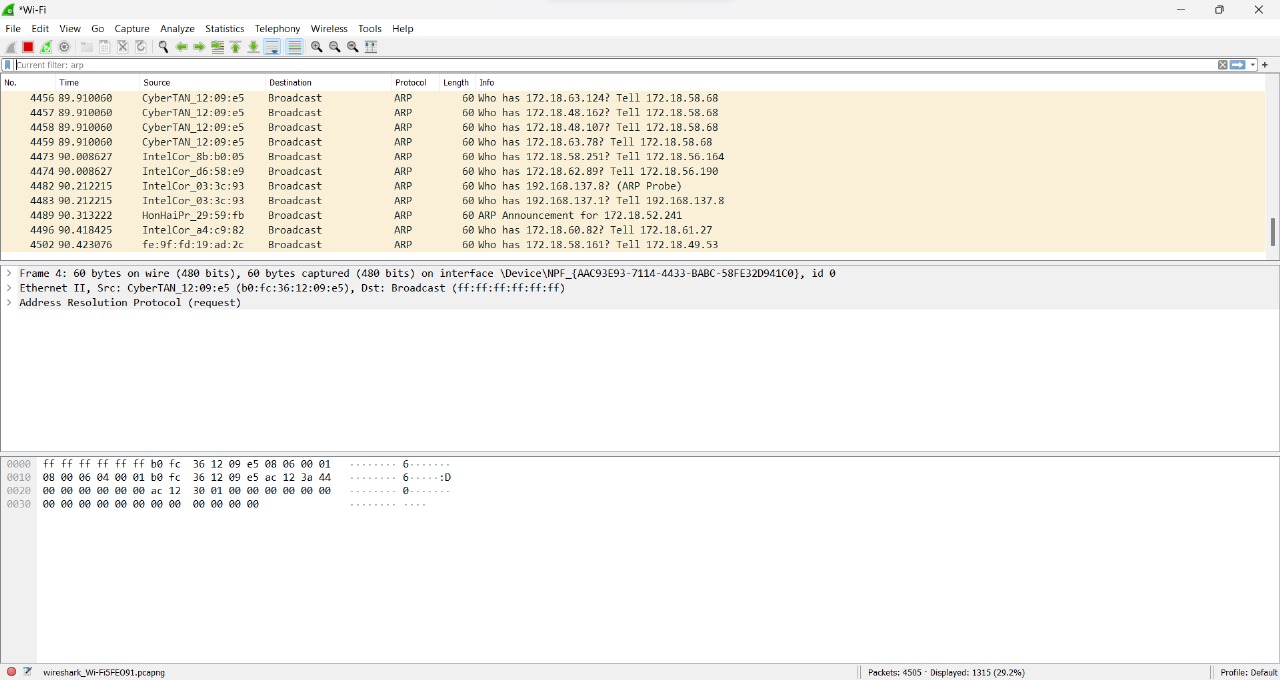 *Wi-Fi
File Edit View Go Capture Analyze Statistics Telephony Wireless Tools Help
Current filter: arp
No. Time Source Destination Protocol Length Info
4456 89.910060 CyberTAN_12:09:e5 Broadcast ARP 60 Who has 172.18.63.124? Tell 172.18.58.68
4457 89.910060 CyberTAN_12:09:e5 Broadcast ARP 60 Who has 172.18.48.162? Tell 172.18.58.68
4458 89.910060 CyberTAN_12:09:e5 Broadcast ARP 60 Who has 172.18.48.107? Tell 172.18.58.68
4459 89.910060 CyberTAN_12:09:e5 Broadcast ARP 60 Who has 172.18.63.78? Tell 172.18.58.68
4473 90.008627 IntelCor_8b:b0:05 Broadcast ARP 60 Who has 172.18.58.251? Tell 172.18.56.164
4474 90.008627 IntelCor_d6:58:e9 Broadcast ARP 60 Who has 172.18.62.89? Tell 172.18.56.190
4482 90.212215 IntelCor_03:3c:93 Broadcast ARP 60 Who has 192.168.137.8? (ARP Probe)
4483 90.212215 IntelCor_03:3c:93 Broadcast ARP 60 Who has 192.168.137.1? Tell 192.168.137.8
4489 90.313222 HonHaiPr_29:59:fb Broadcast ARP 60 ARP Announcement for 172.18.52.241
4496 90.418425 IntelCor_a4:c9:82 Broadcast ARP 60 Who has 172.18.60.82? Tell 172.18.61.27
4502 90.423076 fe:9f:fd:19:ad:2c Broadcast ARP 60 Who has 172.18.58.161? Tell 172.18.49.53
Frame 4: 60 bytes on wire (480 bits), 60 bytes captured (480 bits) on interface \Device\NPF_{AAC93E93-7114-4433-BABC-58FE32D941C0}, id 0
Ethernet II, Src: CyberTAN_12:09:e5 (b0:fc:36:12:09:e5), Dst: Broadcast (ff:ff:ff:ff:ff:ff)
Address Resolution Protocol (request)
0000 ff ff ff ff ff ff b0 fc 36 12 09 e5 08 06 00 01 ········ 6·······
0010 08 00 06 04 00 01 b0 fc 36 12 09 e5 ac 12 3a 44 ········ 6·····:D
0020 00 00 00 00 00 00 ac 12 30 01 00 00 00 00 00 00 ········ 0·······
0030 00 00 00 00 00 00 00 00 00 00 00 00 ········ ····
wireshark_Wi-Fi5FEO91.pcapng Packets: 4505 · Displayed: 1315 (29.2%) Profile: Default